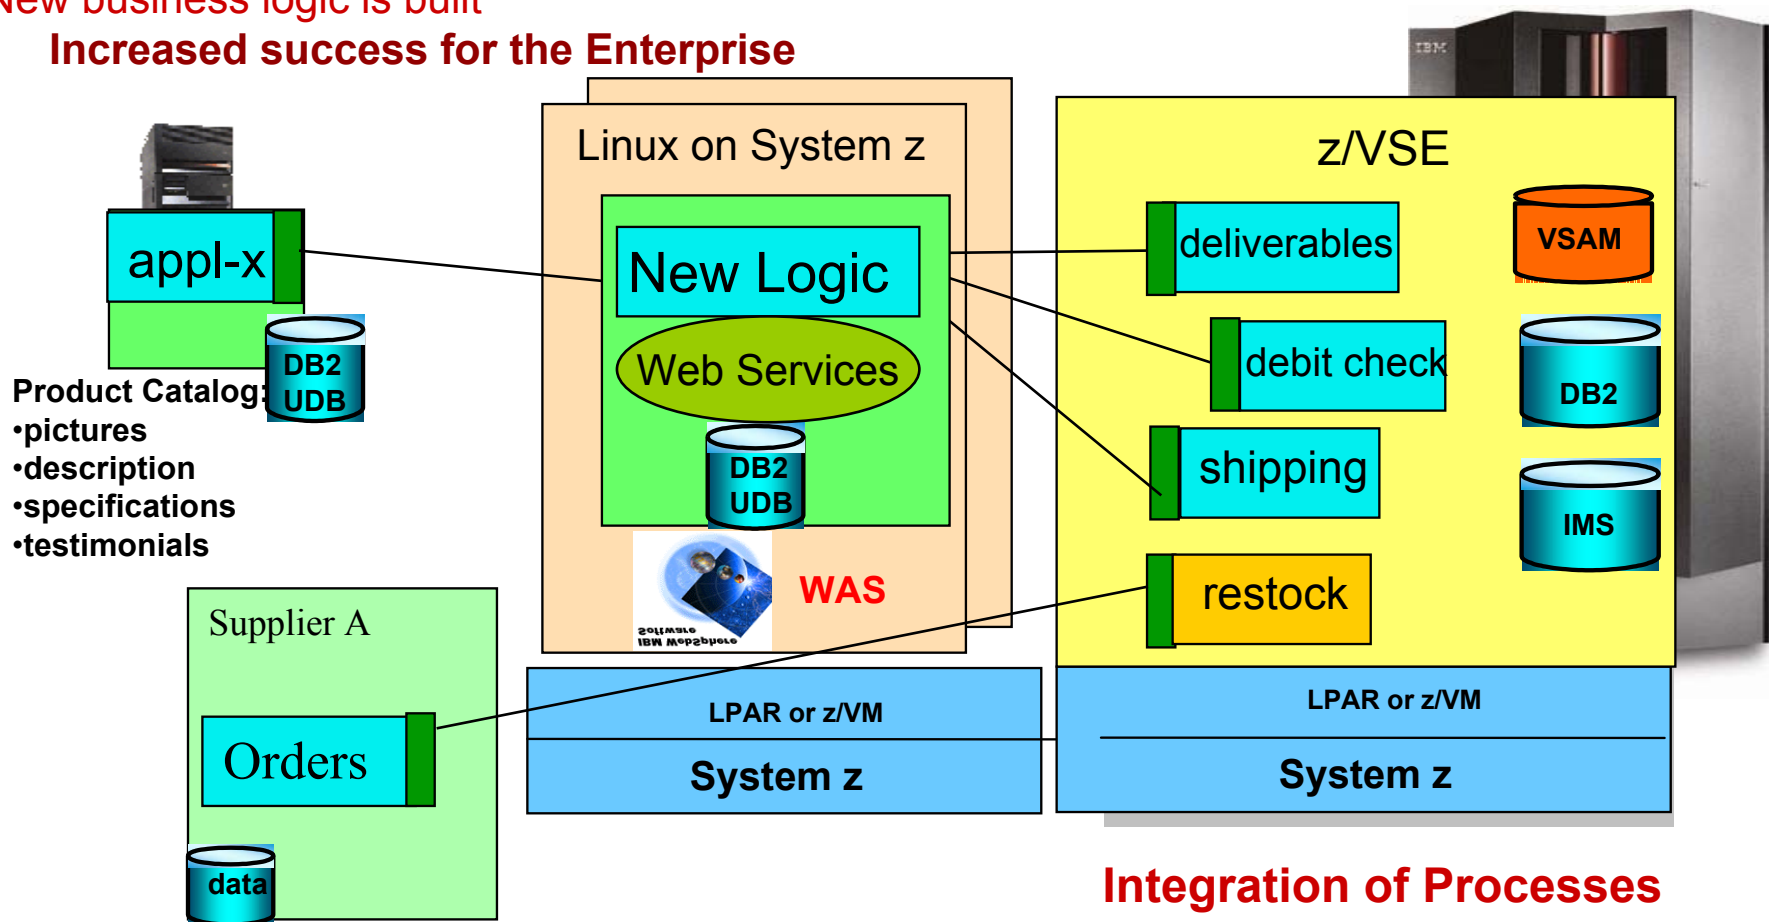 New business logic is built
Increased success for the Enterprise
IBM
Linux on System z
z/VSE
appl-x
New Logic
deliverables
VSAM
Web Services
debit check
DB2
UDB
DB2
Product Catalog:
•pictures
•description
•specifications
•testimonials
DB2
UDB
shipping
IMS
WAS
Software
IBM WebSphere
restock
Supplier A
Orders
data
LPAR or z/VM
System z
LPAR or z/VM
System z
Integration of Processes